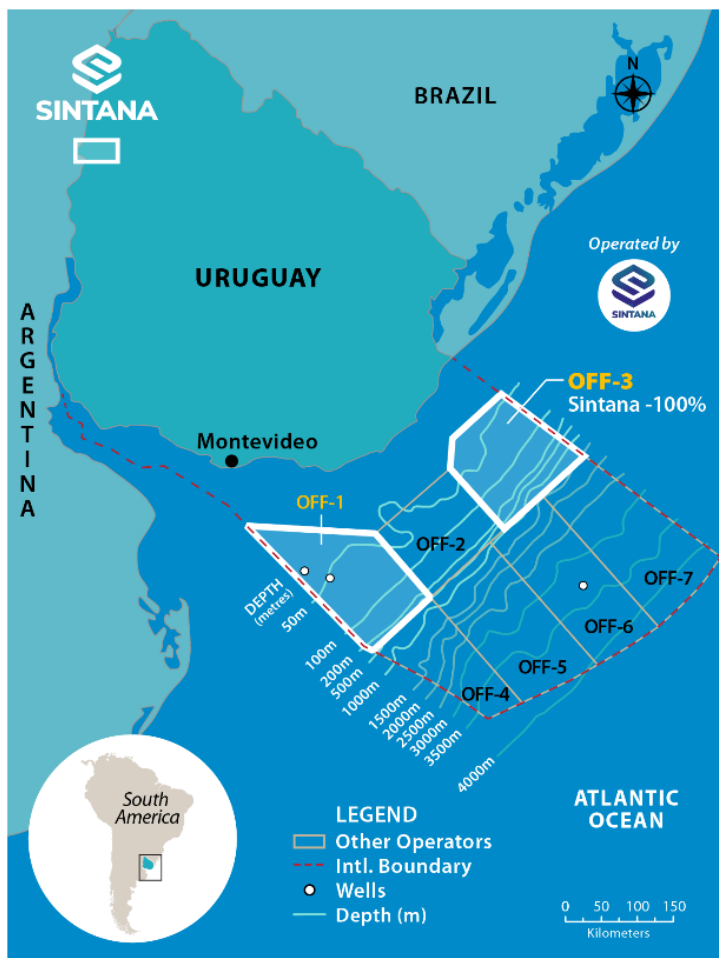 SINTANA
BRAZIL
N
URUGUAY
Operated by
SINTANA
ARGENTINA
OFF-3
Sintana -100%
Montevideo
OFF-1
OFF-2
OFF-7
OFF-6
OFF-5
OFF-4
DEPTH
(metres)
50m
100m
200m
500m
1000m
1500m
2000m
2500m
3000m
3500m
4000m
South
America
LEGEND
Other Operators
Intl. Boundary
Wells
Depth (m)
ATLANTIC
OCEAN
0 50 100 150
Kilometers